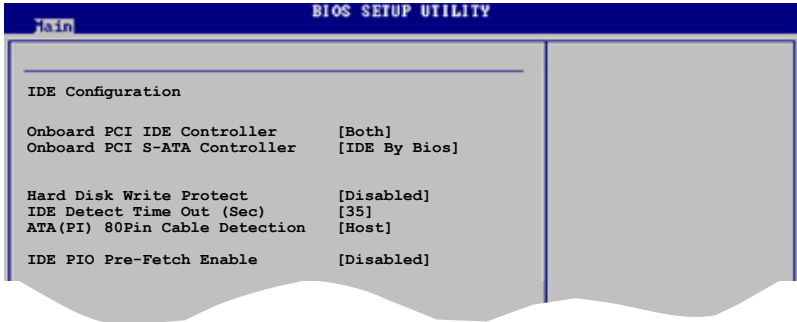 BIOS SETUP UTILITY
Main
IDE Configuration
Onboard PCI IDE Controller [Both]
Onboard PCI S-ATA Controller [IDE By Bios]
Hard Disk Write Protect [Disabled]
IDE Detect Time Out (Sec) [35]
ATA(PI) 80Pin Cable Detection [Host]
IDE PIO Pre-Fetch Enable [Disabled]